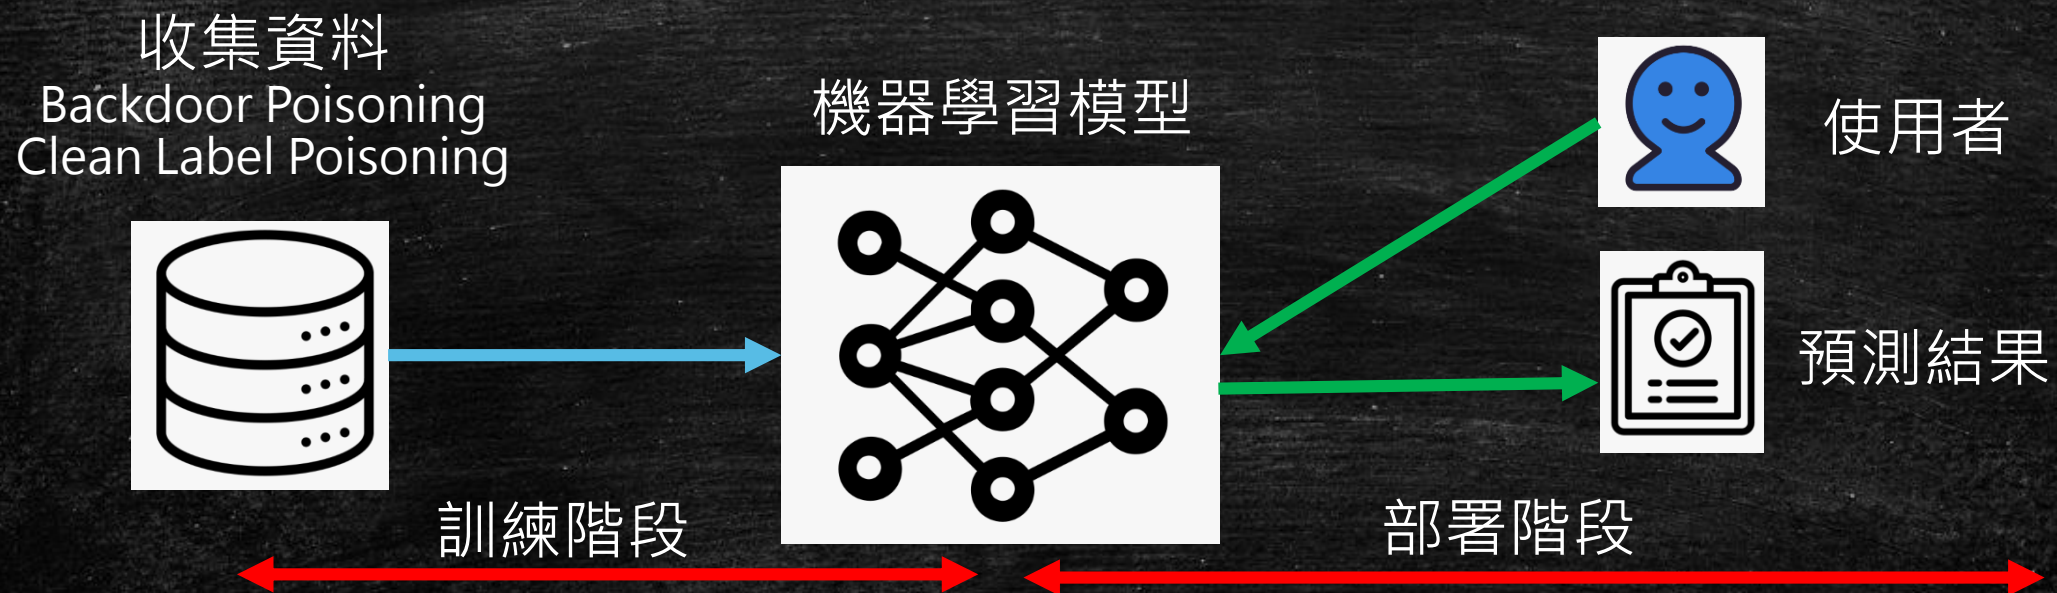 收集資料
Backdoor Poisoning
Clean Label Poisoning
機器學習模型
使用者
預測結果
訓練階段
部署階段